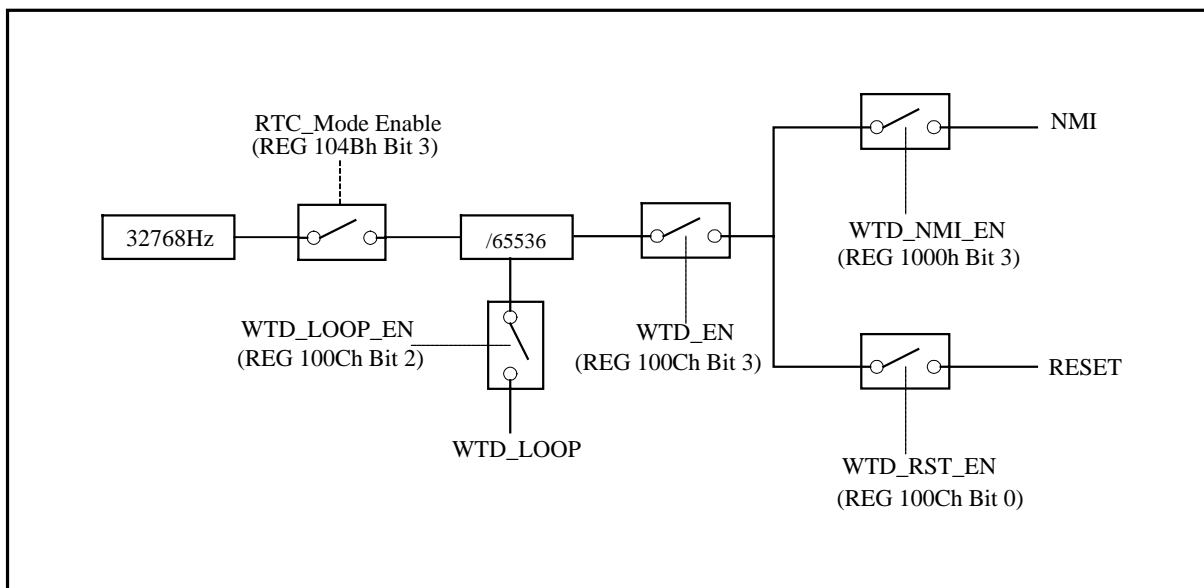 RTC_Mode Enable
(REG 104Bh Bit 3)
NMI
32768Hz
/65536
WTD_NMI_EN
(REG 1000h Bit 3)
WTD_LOOP_EN
(REG 100Ch Bit 2)
WTD_EN
(REG 100Ch Bit 3)
RESET
WTD_LOOP
WTD_RST_EN
(REG 100Ch Bit 0)